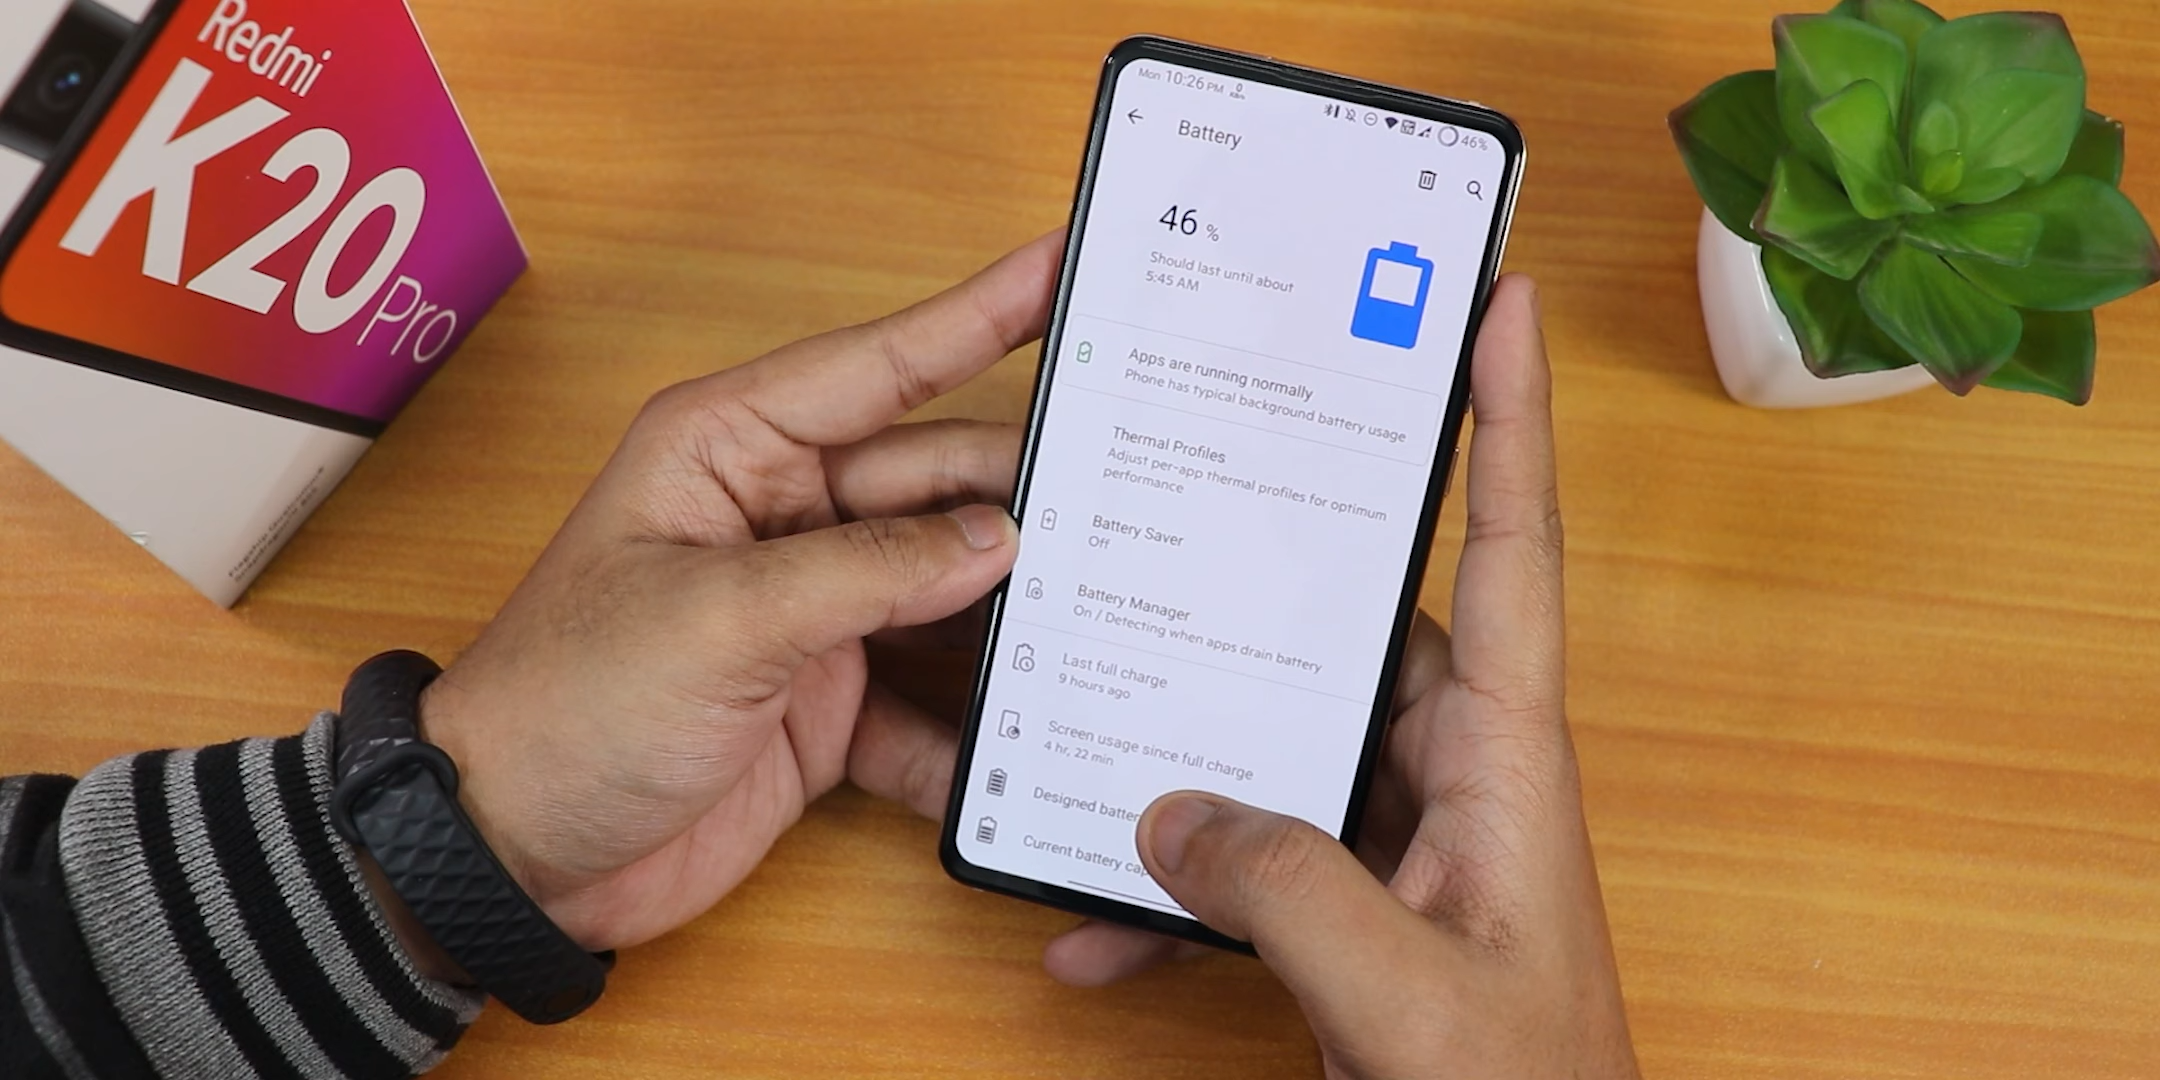 Redmi
K20 Pro
Mon 10:26 PM 0 KB/s
46%
Battery
46 %
Should last until about
5:45 AM
Apps are running normally
Phone has typical background battery usage
Thermal Profiles
Adjust per-app thermal profiles for optimum
performance
Battery Saver
Off
Battery Manager
On / Detecting when apps drain battery
Last full charge
9 hours ago
Screen usage since full charge
4 hr, 22 min
Designed
Current battery